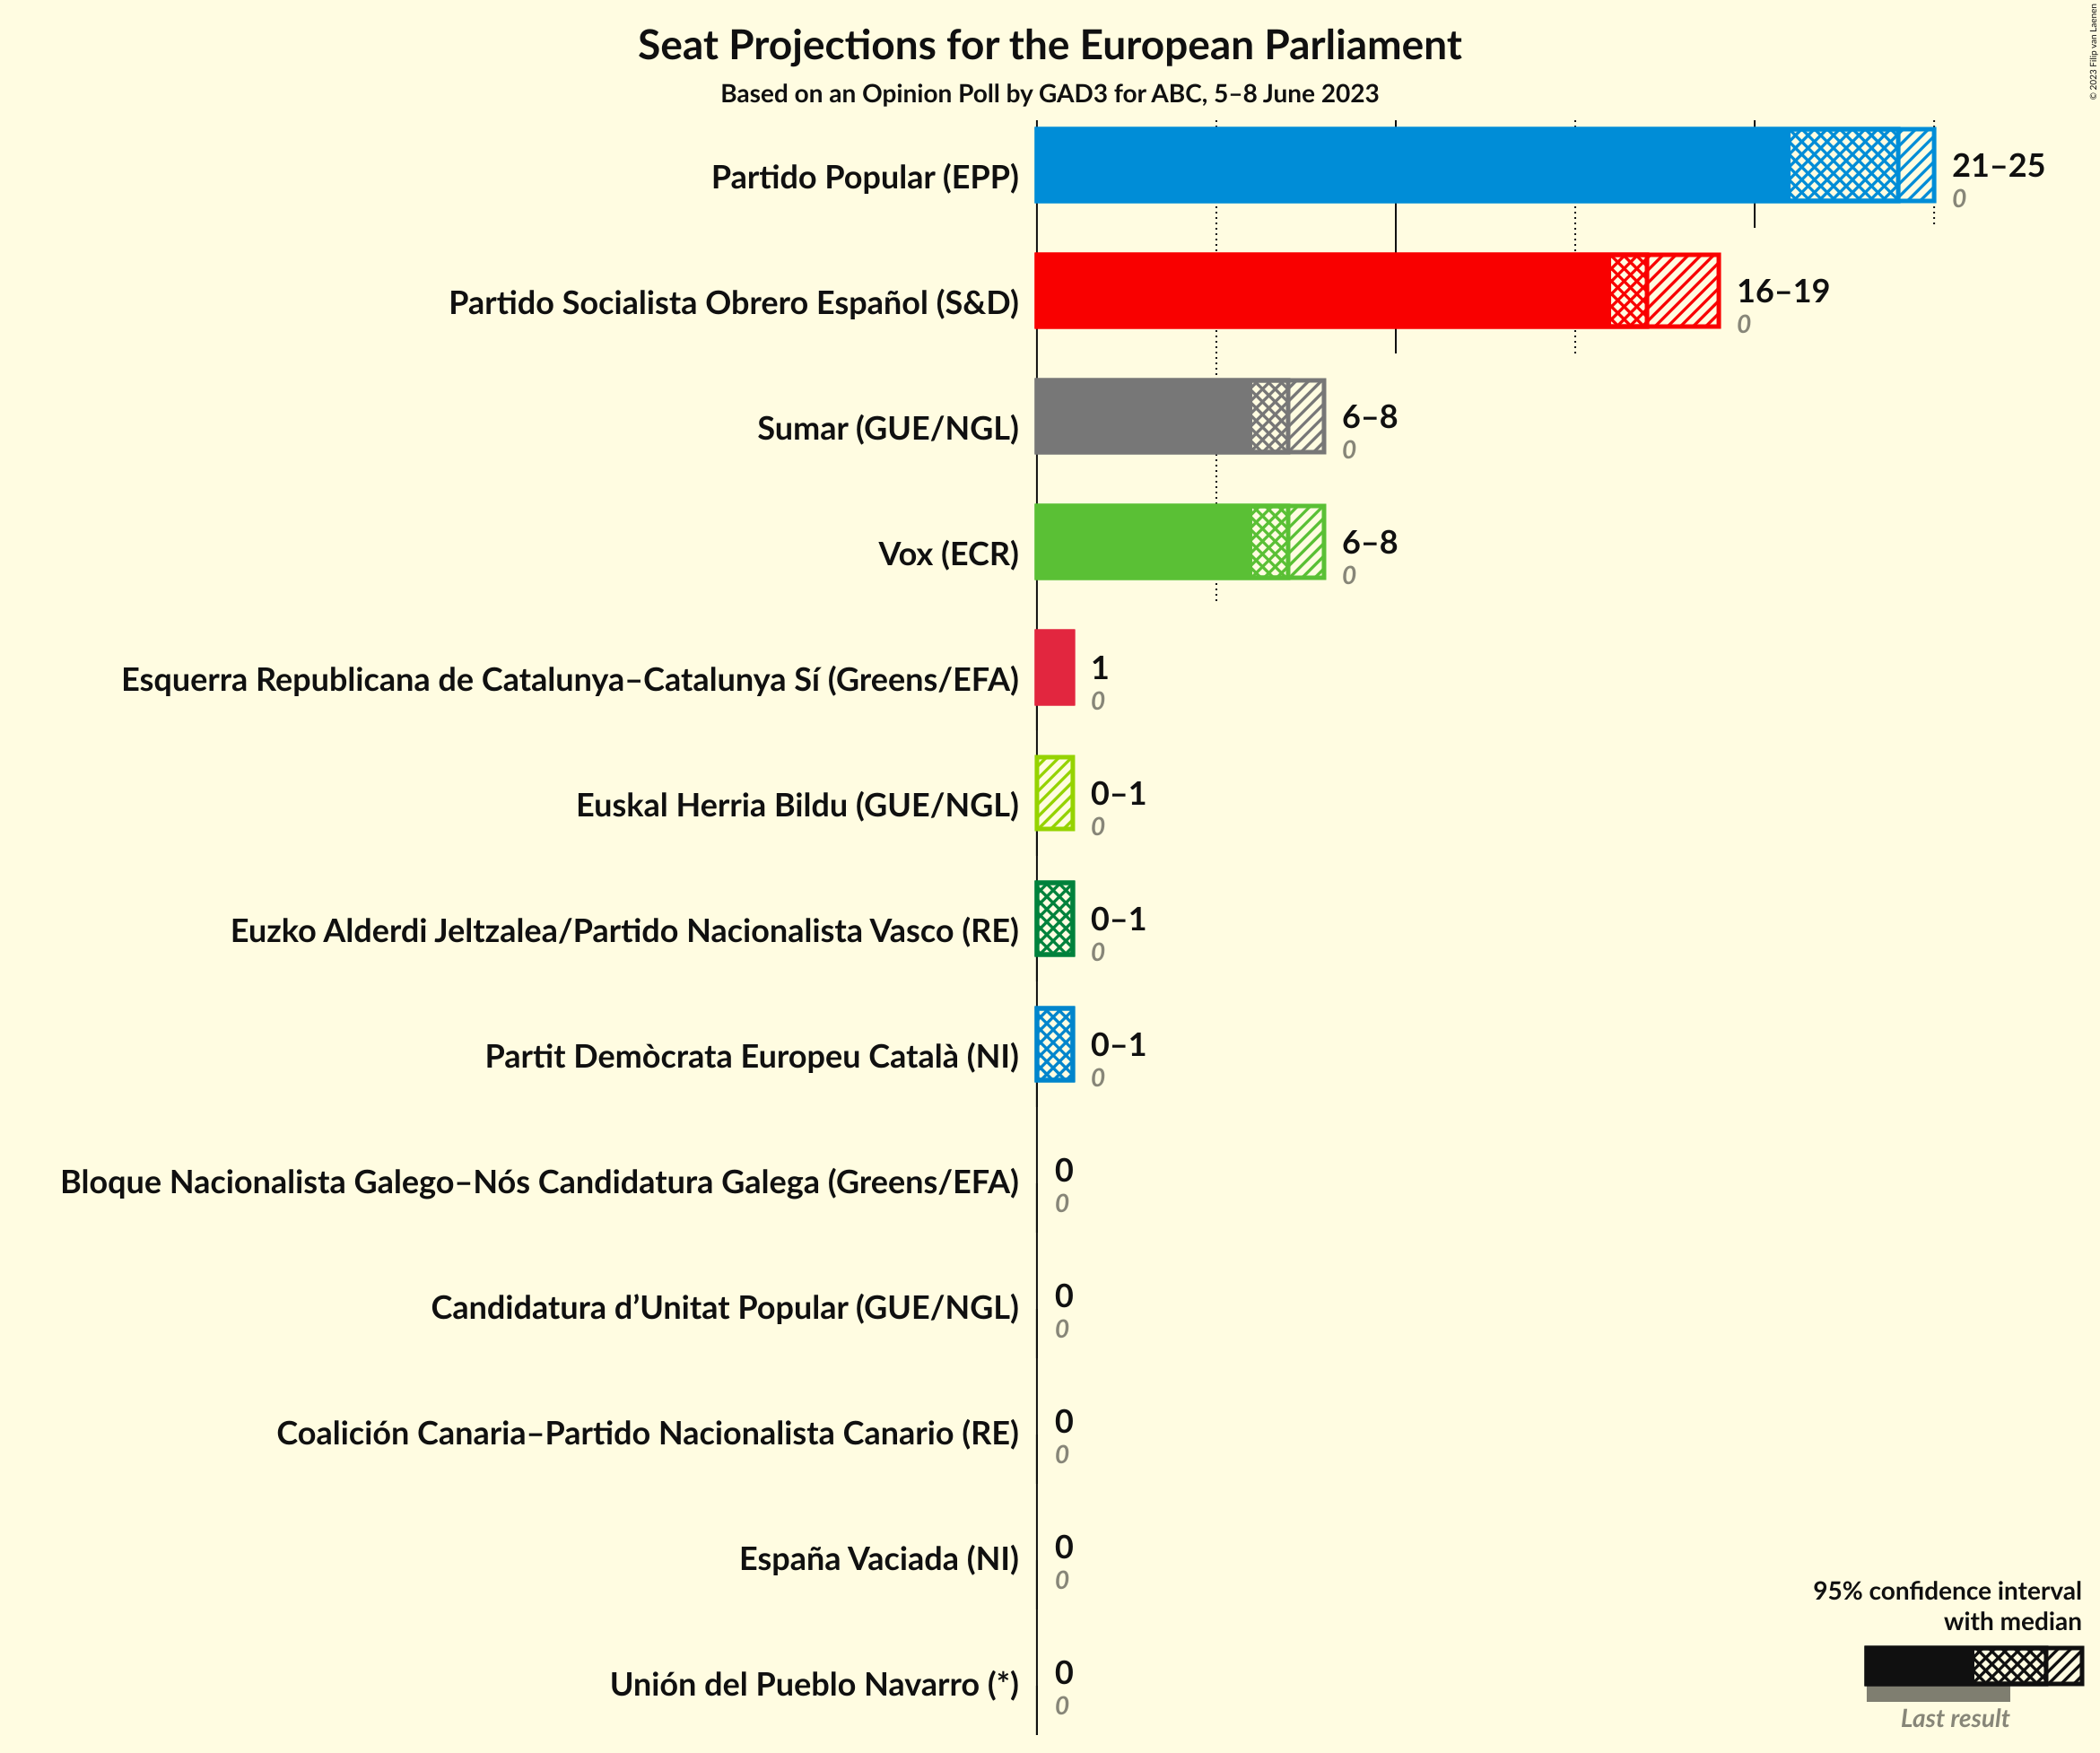 Seat Projections for the European Parliament
Based on an Opinion Poll by GAD3 for ABC, 5–8 June 2023
© 2023 Filip van Laenen
Partido Popular (EPP)
21–25
0
Partido Socialista Obrero Español (S&D)
16–19
0
Sumar (GUE/NGL)
6–8
0
Vox (ECR)
6–8
0
Esquerra Republicana de Catalunya–Catalunya Sí (Greens/EFA)
1
0
Euskal Herria Bildu (GUE/NGL)
0–1
0
Euzko Alderdi Jeltzalea/Partido Nacionalista Vasco (RE)
0–1
0
Partit Demòcrata Europeu Català (NI)
0–1
0
Bloque Nacionalista Galego–Nós Candidatura Galega (Greens/EFA)
0
0
Candidatura d’Unitat Popular (GUE/NGL)
0
0
Coalición Canaria–Partido Nacionalista Canario (RE)
0
0
España Vaciada (NI)
0
0
Unión del Pueblo Navarro (*)
0
0
95% confidence interval
with median
Last result